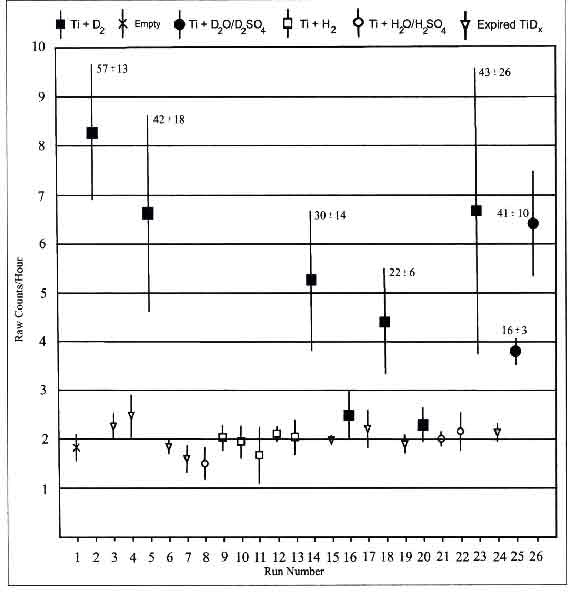 Ti + D2 Empty Ti + D2O/D2SO4 Ti + H2 Ti + H2O/H2SO4 Expired TiDx
10
57 ± 13
43 ± 26
9
42 ± 18
8
7
30 ± 14
41 ± 10
6
22 ± 6
5
16 ± 3
4
3
2
1
Raw Counts/Hour
1 2 3 4 5 6 7 8 9 10 11 12 13 14 15 16 17 18 19 20 21 22 23 24 25 26
Run Number